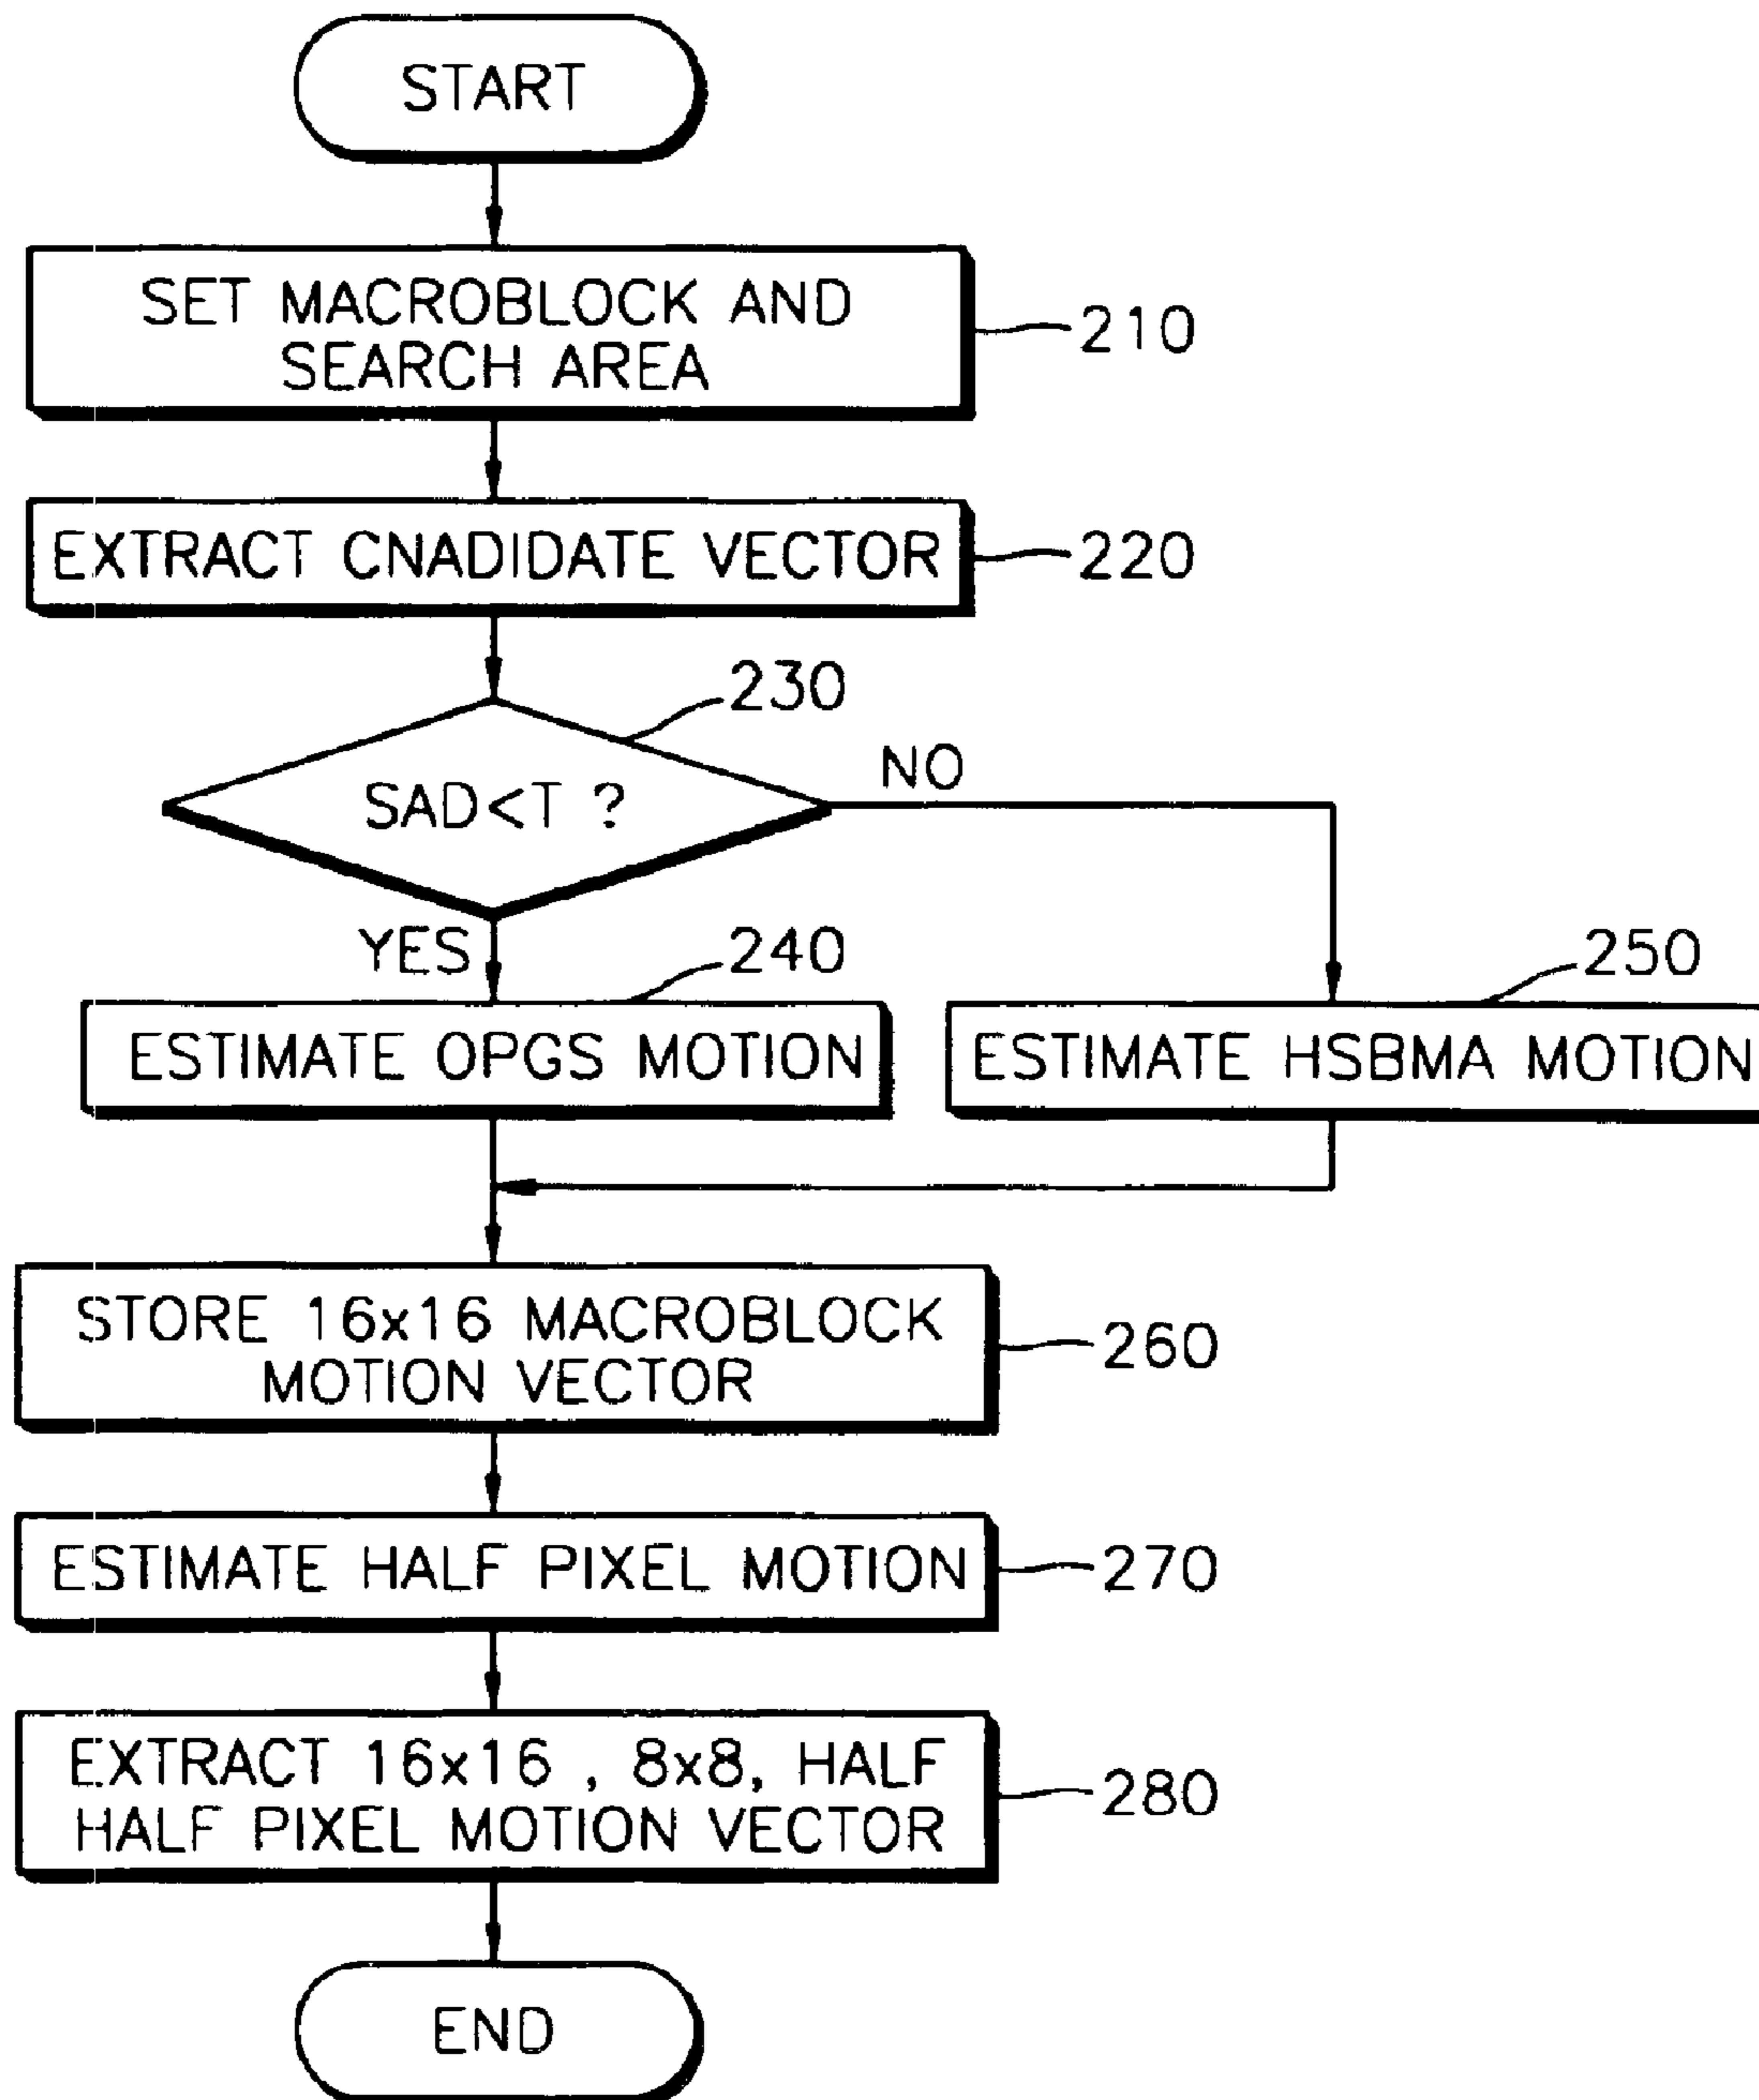 START
SET MACROBLOCK AND
SEARCH AREA
210
EXTRACT CNADIDATE VECTOR
220
230
SAD<T ?
NO
YES
240
250
ESTIMATE OPGS MOTION
ESTIMATE HSBMA MOTION
STORE 16x16 MACROBLOCK
MOTION VECTOR
260
ESTIMATE HALF PIXEL MOTION
270
EXTRACT 16x16 , 8x8, HALF
HALF PIXEL MOTION VECTOR
280
END